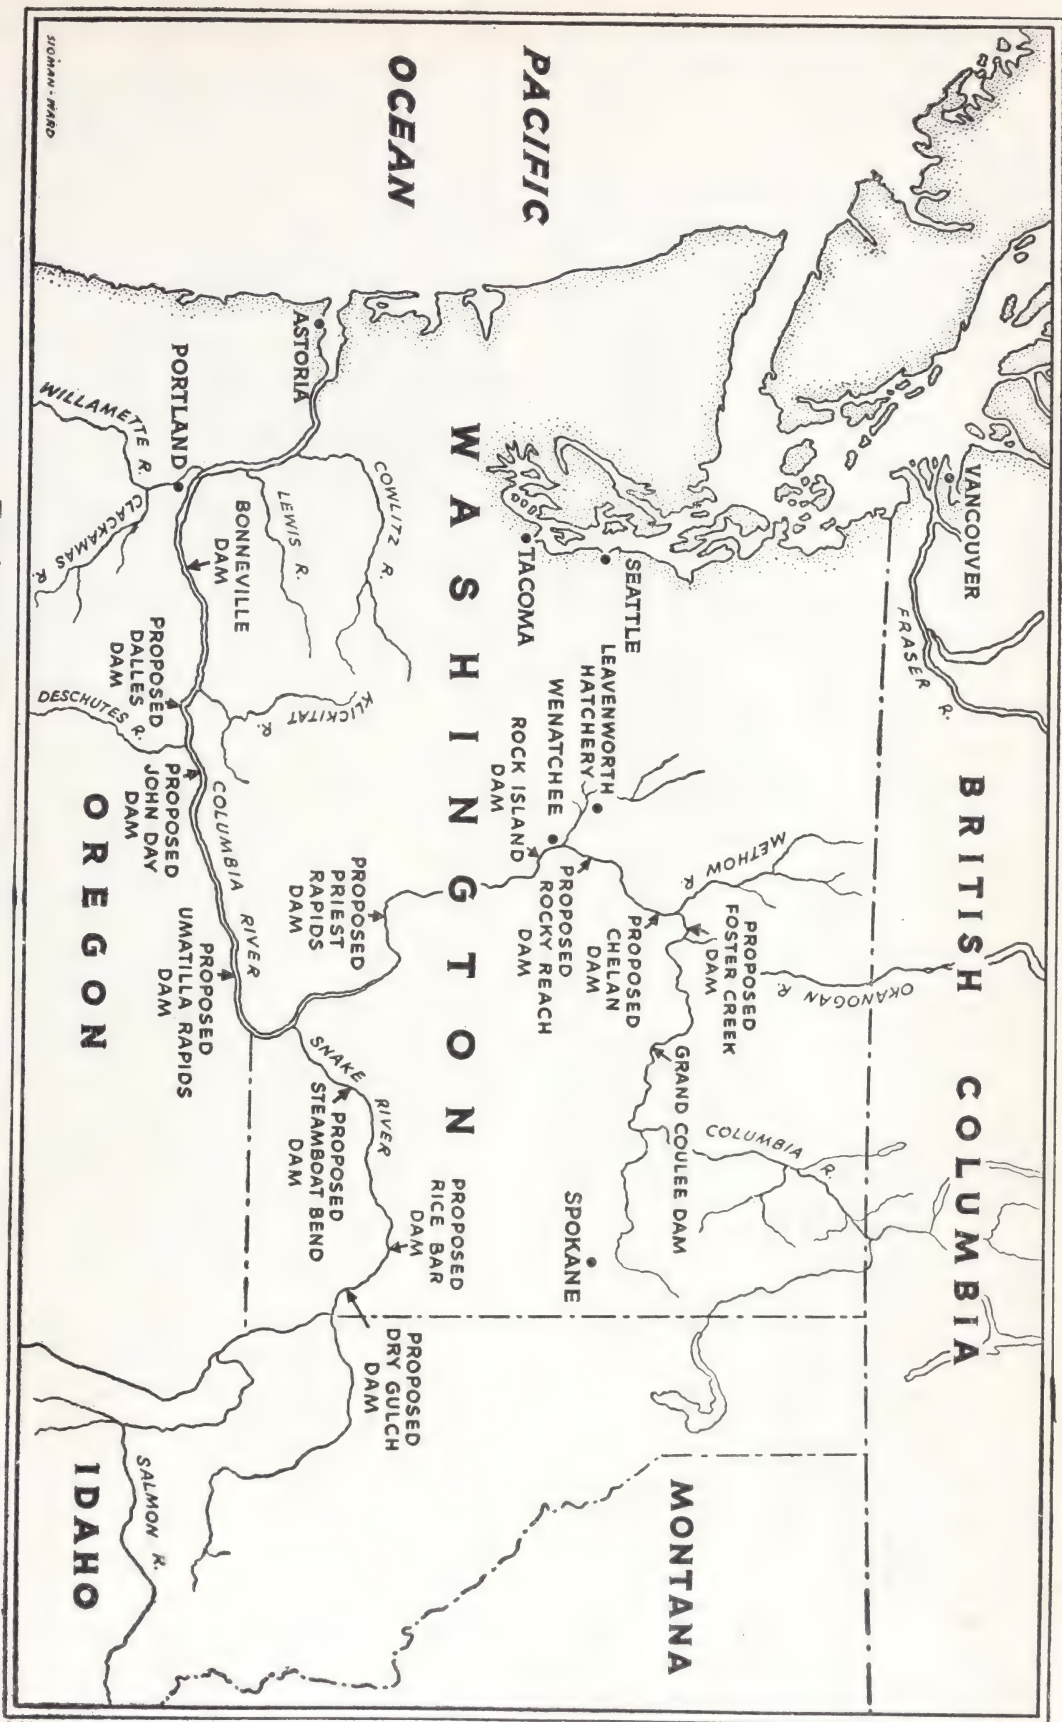 BRITISH COLUMBIA
VANCOUVER
FRASER R.
OKANOGAN R.
METHOW R.
COLUMBIA R.
MONTANA
PROPOSED
FOSTER CREEK
DAM
GRAND COULEE DAM
PROPOSED
CHELAN
DAM
SEATTLE
LEAVENWORTH
HATCHERY
WENATCHEE
PROPOSED
ROCKY REACH
DAM
SPOKANE
PACIFIC
OCEAN
TACOMA
ROCK ISLAND
DAM
WASHINGTON
PROPOSED
RICE BAR
DAM
PROPOSED
DRY GULCH
DAM
PROPOSED
PRIEST
RAPIDS
DAM
SNAKE RIVER
PROPOSED
STEAMBOAT BEND
DAM
ASTORIA
COWLITZ R.
LEWIS R.
KLICKITAT R.
BONNEVILLE
DAM
COLUMBIA RIVER
PORTLAND
WILLAMETTE R.
CLACKAMAS R.
PROPOSED
DALLES
DAM
DESCHUTES R.
PROPOSED
JOHN DAY
DAM
PROPOSED
UMATILLA RAPIDS
DAM
OREGON
SALMON R.
IDAHO
SIGMAN-WARD